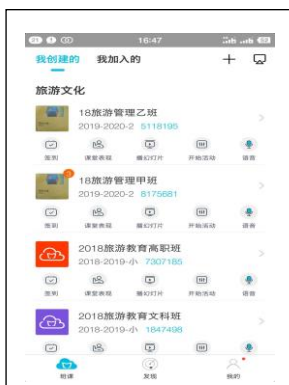 16:47
我创建的 我加入的
旅游文化
18旅游管理乙班
2019-2020-2 5118195
签到 课堂表现 播幻灯片 开始活动 语音
18旅游管理甲班
2019-2020-2 8175681
签到 课堂表现 播幻灯片 开始活动 语音
2018旅游教育高职班
2018-2019-小 7307185
签到 课堂表现 播幻灯片 开始活动 语音
2018旅游教育文科班
2018-2019-小 1847498
班课 发现 我的